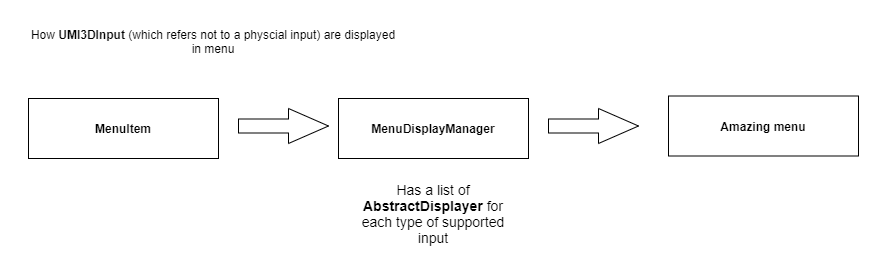 How UMI3DInput (which refers not to a physcial input) are displayed
in menu
MenuItem
MenuDisplayManager
Amazing menu
Has a list of
AbstractDisplayer for
each type of supported
input